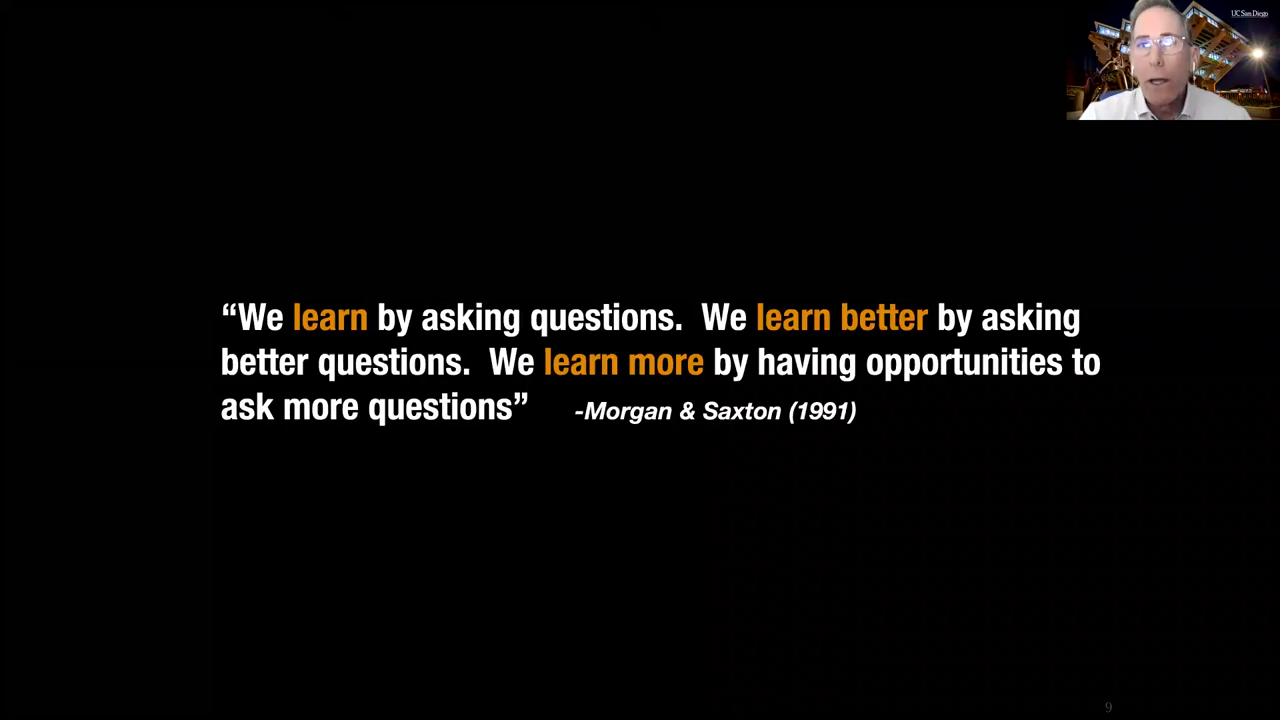 UC San Diego
“We learn by asking questions.  We learn better by asking
better questions.  We learn more by having opportunities to
ask more questions” -Morgan & Saxton (1991)
9